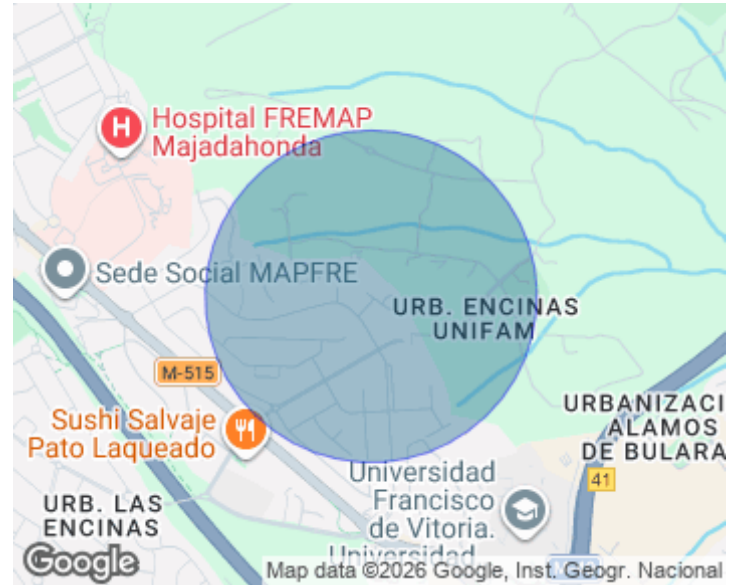 H
Hospital FREMAP
Majadahonda
Sede Social MAPFRE
URB. ENCINAS
UNIFAM
M-515
Sushi Salvaje
Pato Laqueado
URBANIZACI
ALAMOS
DE BULARA
41
Universidad
Francisco
de Vitoria.
Universidad
URB. LAS
ENCINAS
Google
Map data ©2026 Google, Inst. Geogr. Nacional